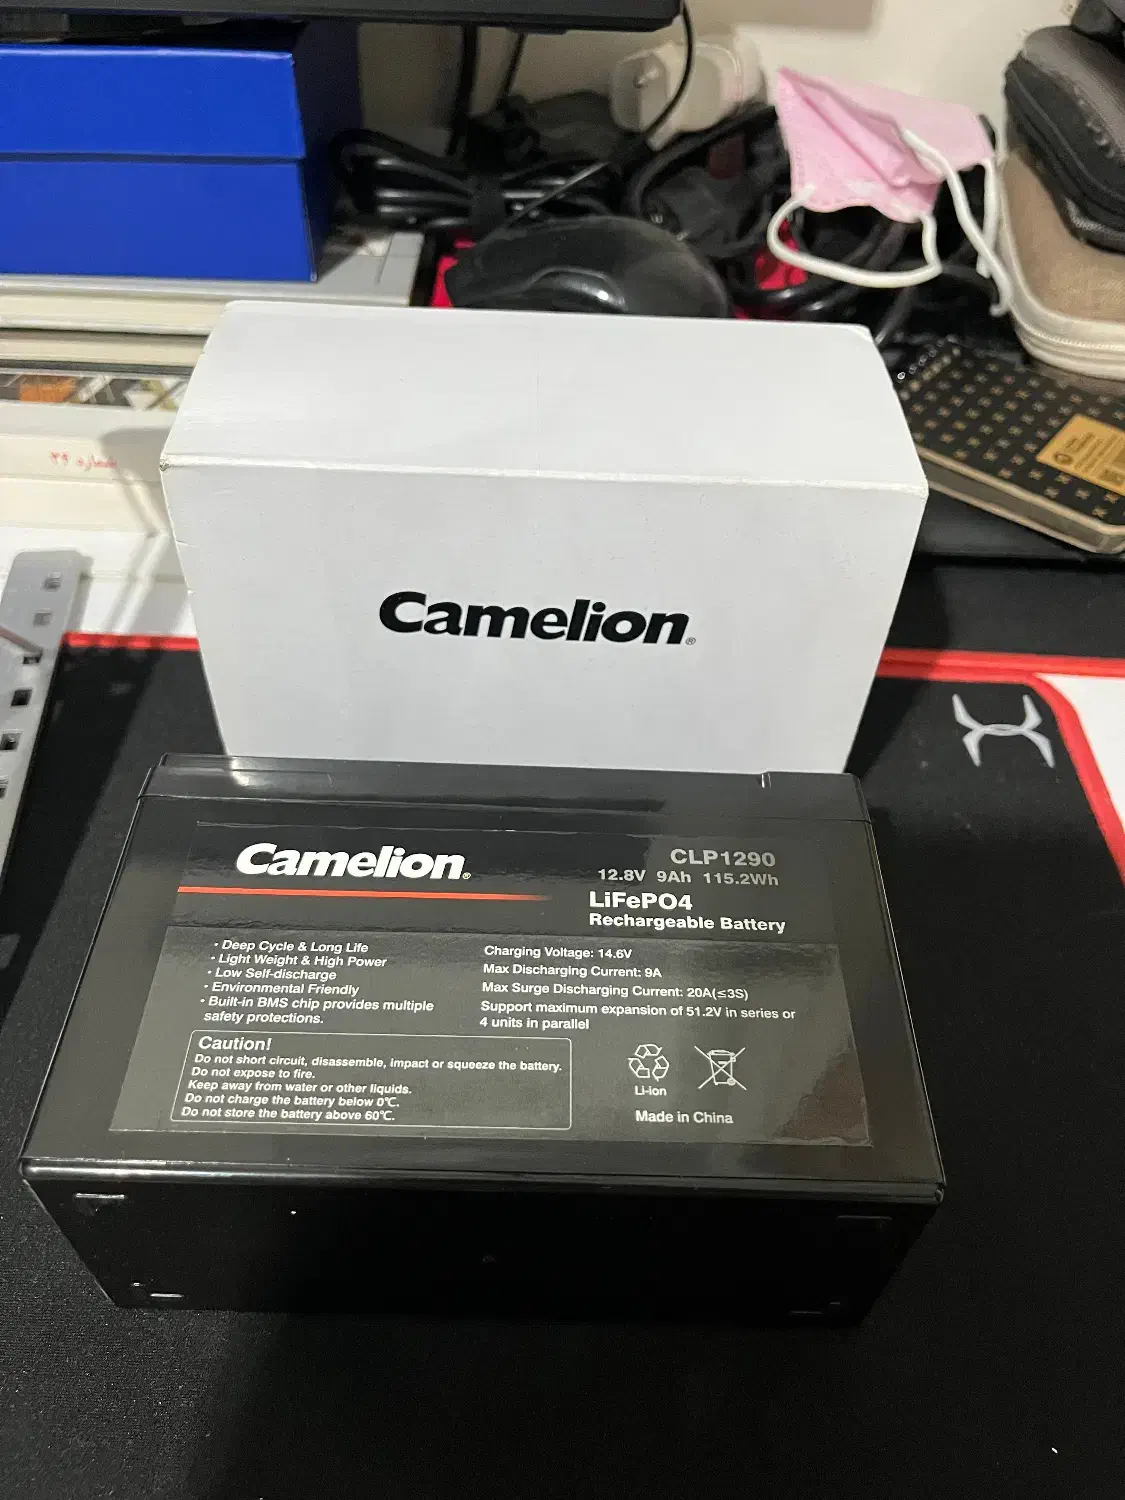 شماره ۳۴
Camelion®
Camelion®
CLP1290
12.8V 9Ah 115.2Wh
LiFePO4
Rechargeable Battery
· Deep Cycle & Long Life
· Light Weight & High Power
· Low Self-discharge
· Environmental Friendly
· Built-in BMS chip provides multiple
safety protections.
Charging Voltage: 14.6V
Max Discharging Current: 9A
Max Surge Discharging Current: 20A(≤3S)
Support maximum expansion of 51.2V in series or
4 units in parallel
Caution!
Do not short circuit, disassemble, impact or squeeze the battery.
Do not expose to fire.
Keep away from water or other liquids.
Do not charge the battery below 0℃.
Do not store the battery above 60℃.
Li-ion
Made in China